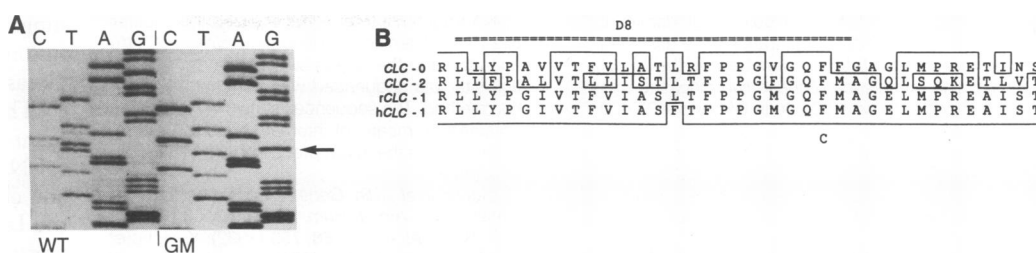 A
C T A G C T A G
WT GM
B
D8
CLC-0 R L I Y P A V V T F V L A T L R F P P G V G Q F F G A G L M P R E T I N S
CLC-2 R L L F P A L V T L L I S T L T F P P G F G Q F M A G Q L S Q K E T L V T
rCLC-1 R L L Y P G I V T F V I A S L T F P P G M G Q F M A G E L M P R E A I S T
hCLC-1 R L L Y P G I V T F V I A S F T F P P G M G Q F M A G E L M P R E A I S T
C